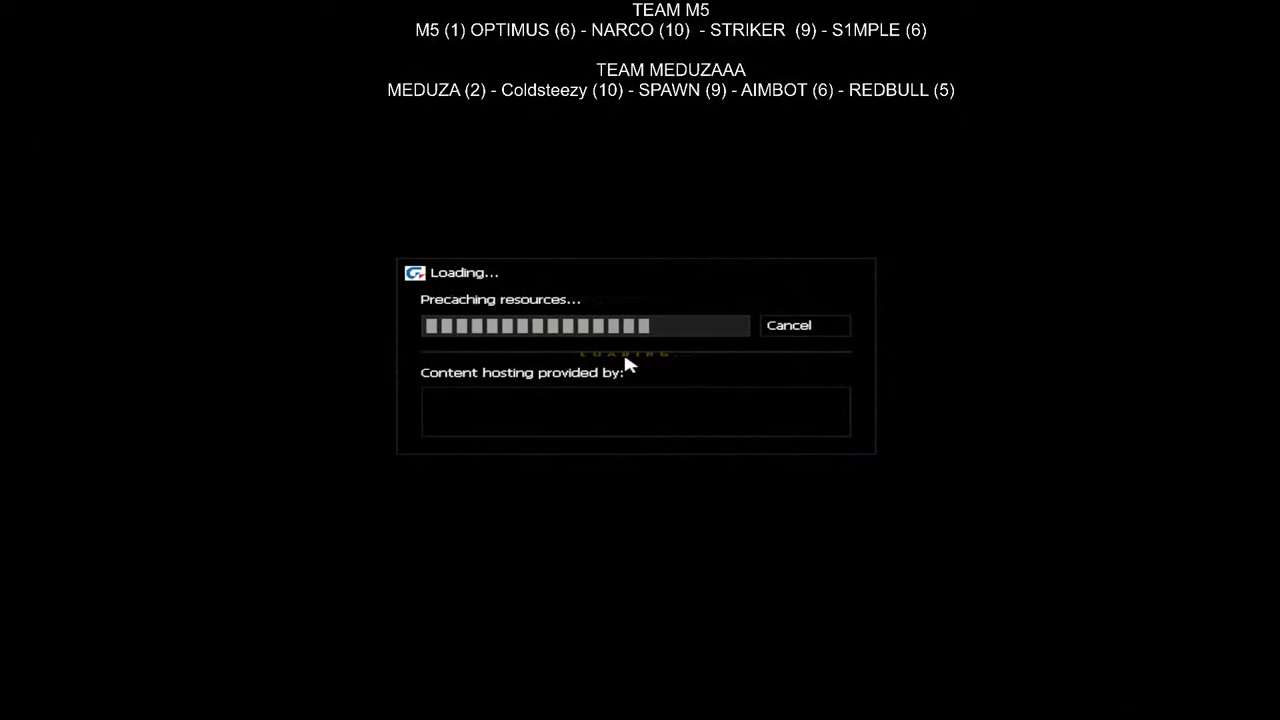 TEAM M5
M5 (1) OPTIMUS (6) - NARCO (10)  - STRIKER  (9) - S1MPLE (6)
TEAM MEDUZAAA
MEDUZA (2) - Coldsteezy (10) - SPAWN (9) - AIMBOT (6) - REDBULL (5)
Loading...
Precaching resources...
Cancel
LOADING...
Content hosting provided by: